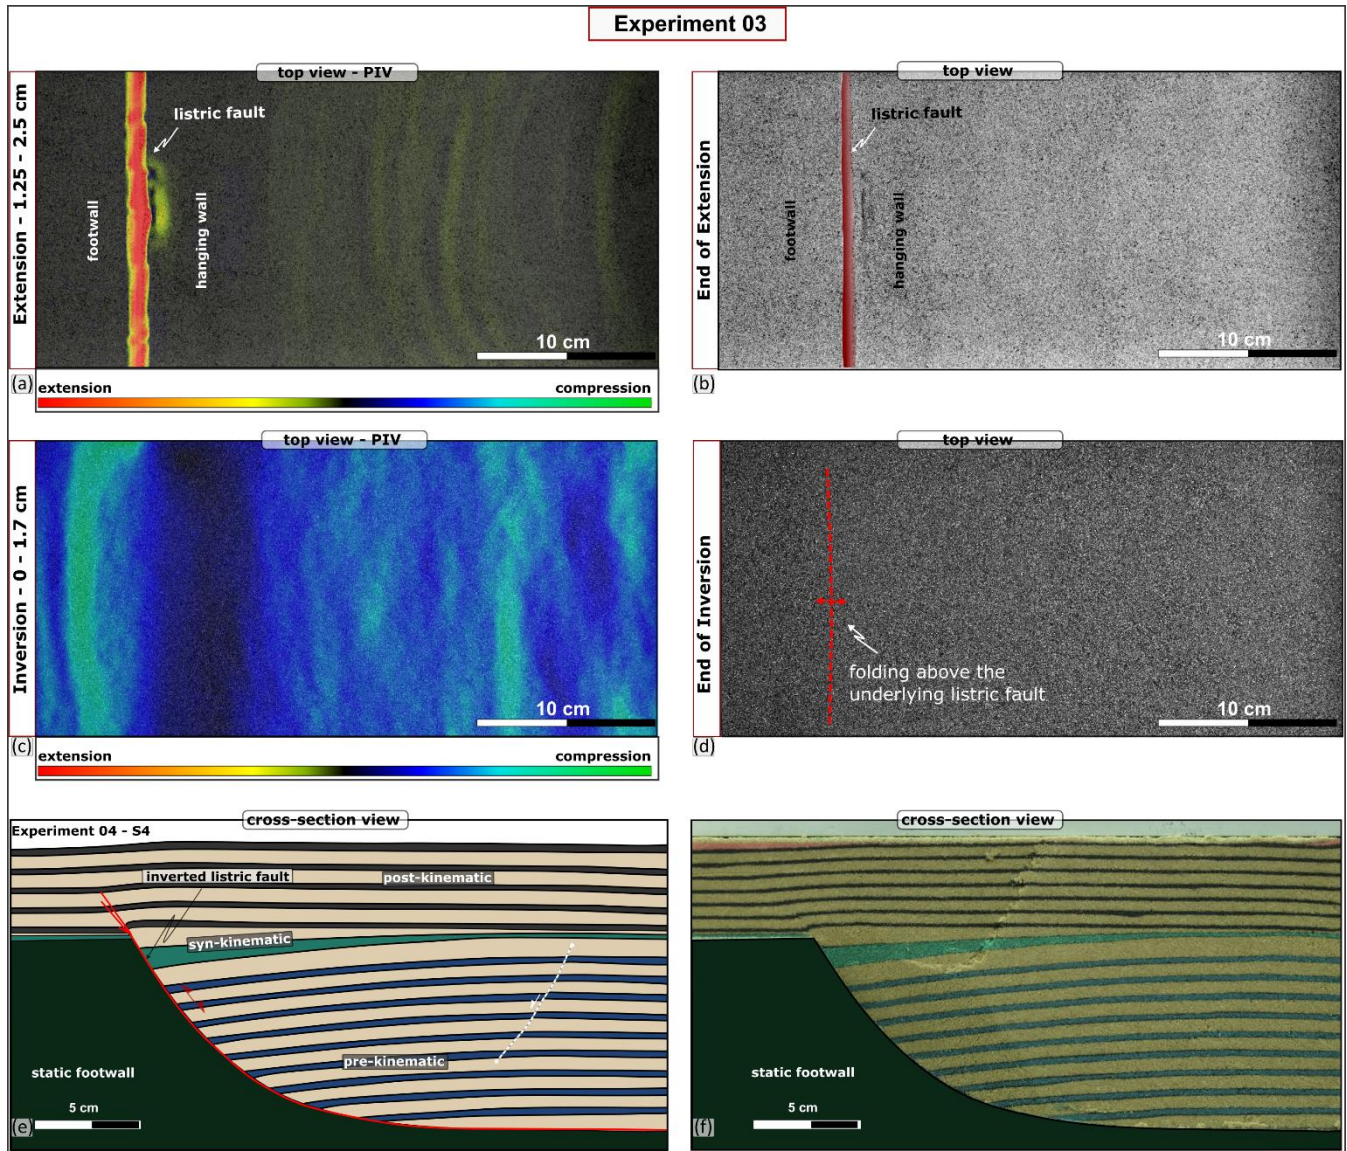 Experiment 03
Extension - 1.25 - 2.5 cm
top view - PIV
listric fault
footwall
hanging wall
10 cm
(a)
extension
compression
End of Extension
top view
listric fault
footwall
hanging wall
10 cm
(b)
Inversion - 0 - 1.7 cm
top view - PIV
10 cm
(c)
extension
compression
End of Inversion
top view
folding above the
underlying listric fault
10 cm
(d)
cross-section view
Experiment 04 - S4
inverted listric fault
post-kinematic
syn-kinematic
pre-kinematic
static footwall
5 cm
(e)
cross-section view
static footwall
5 cm
(f)